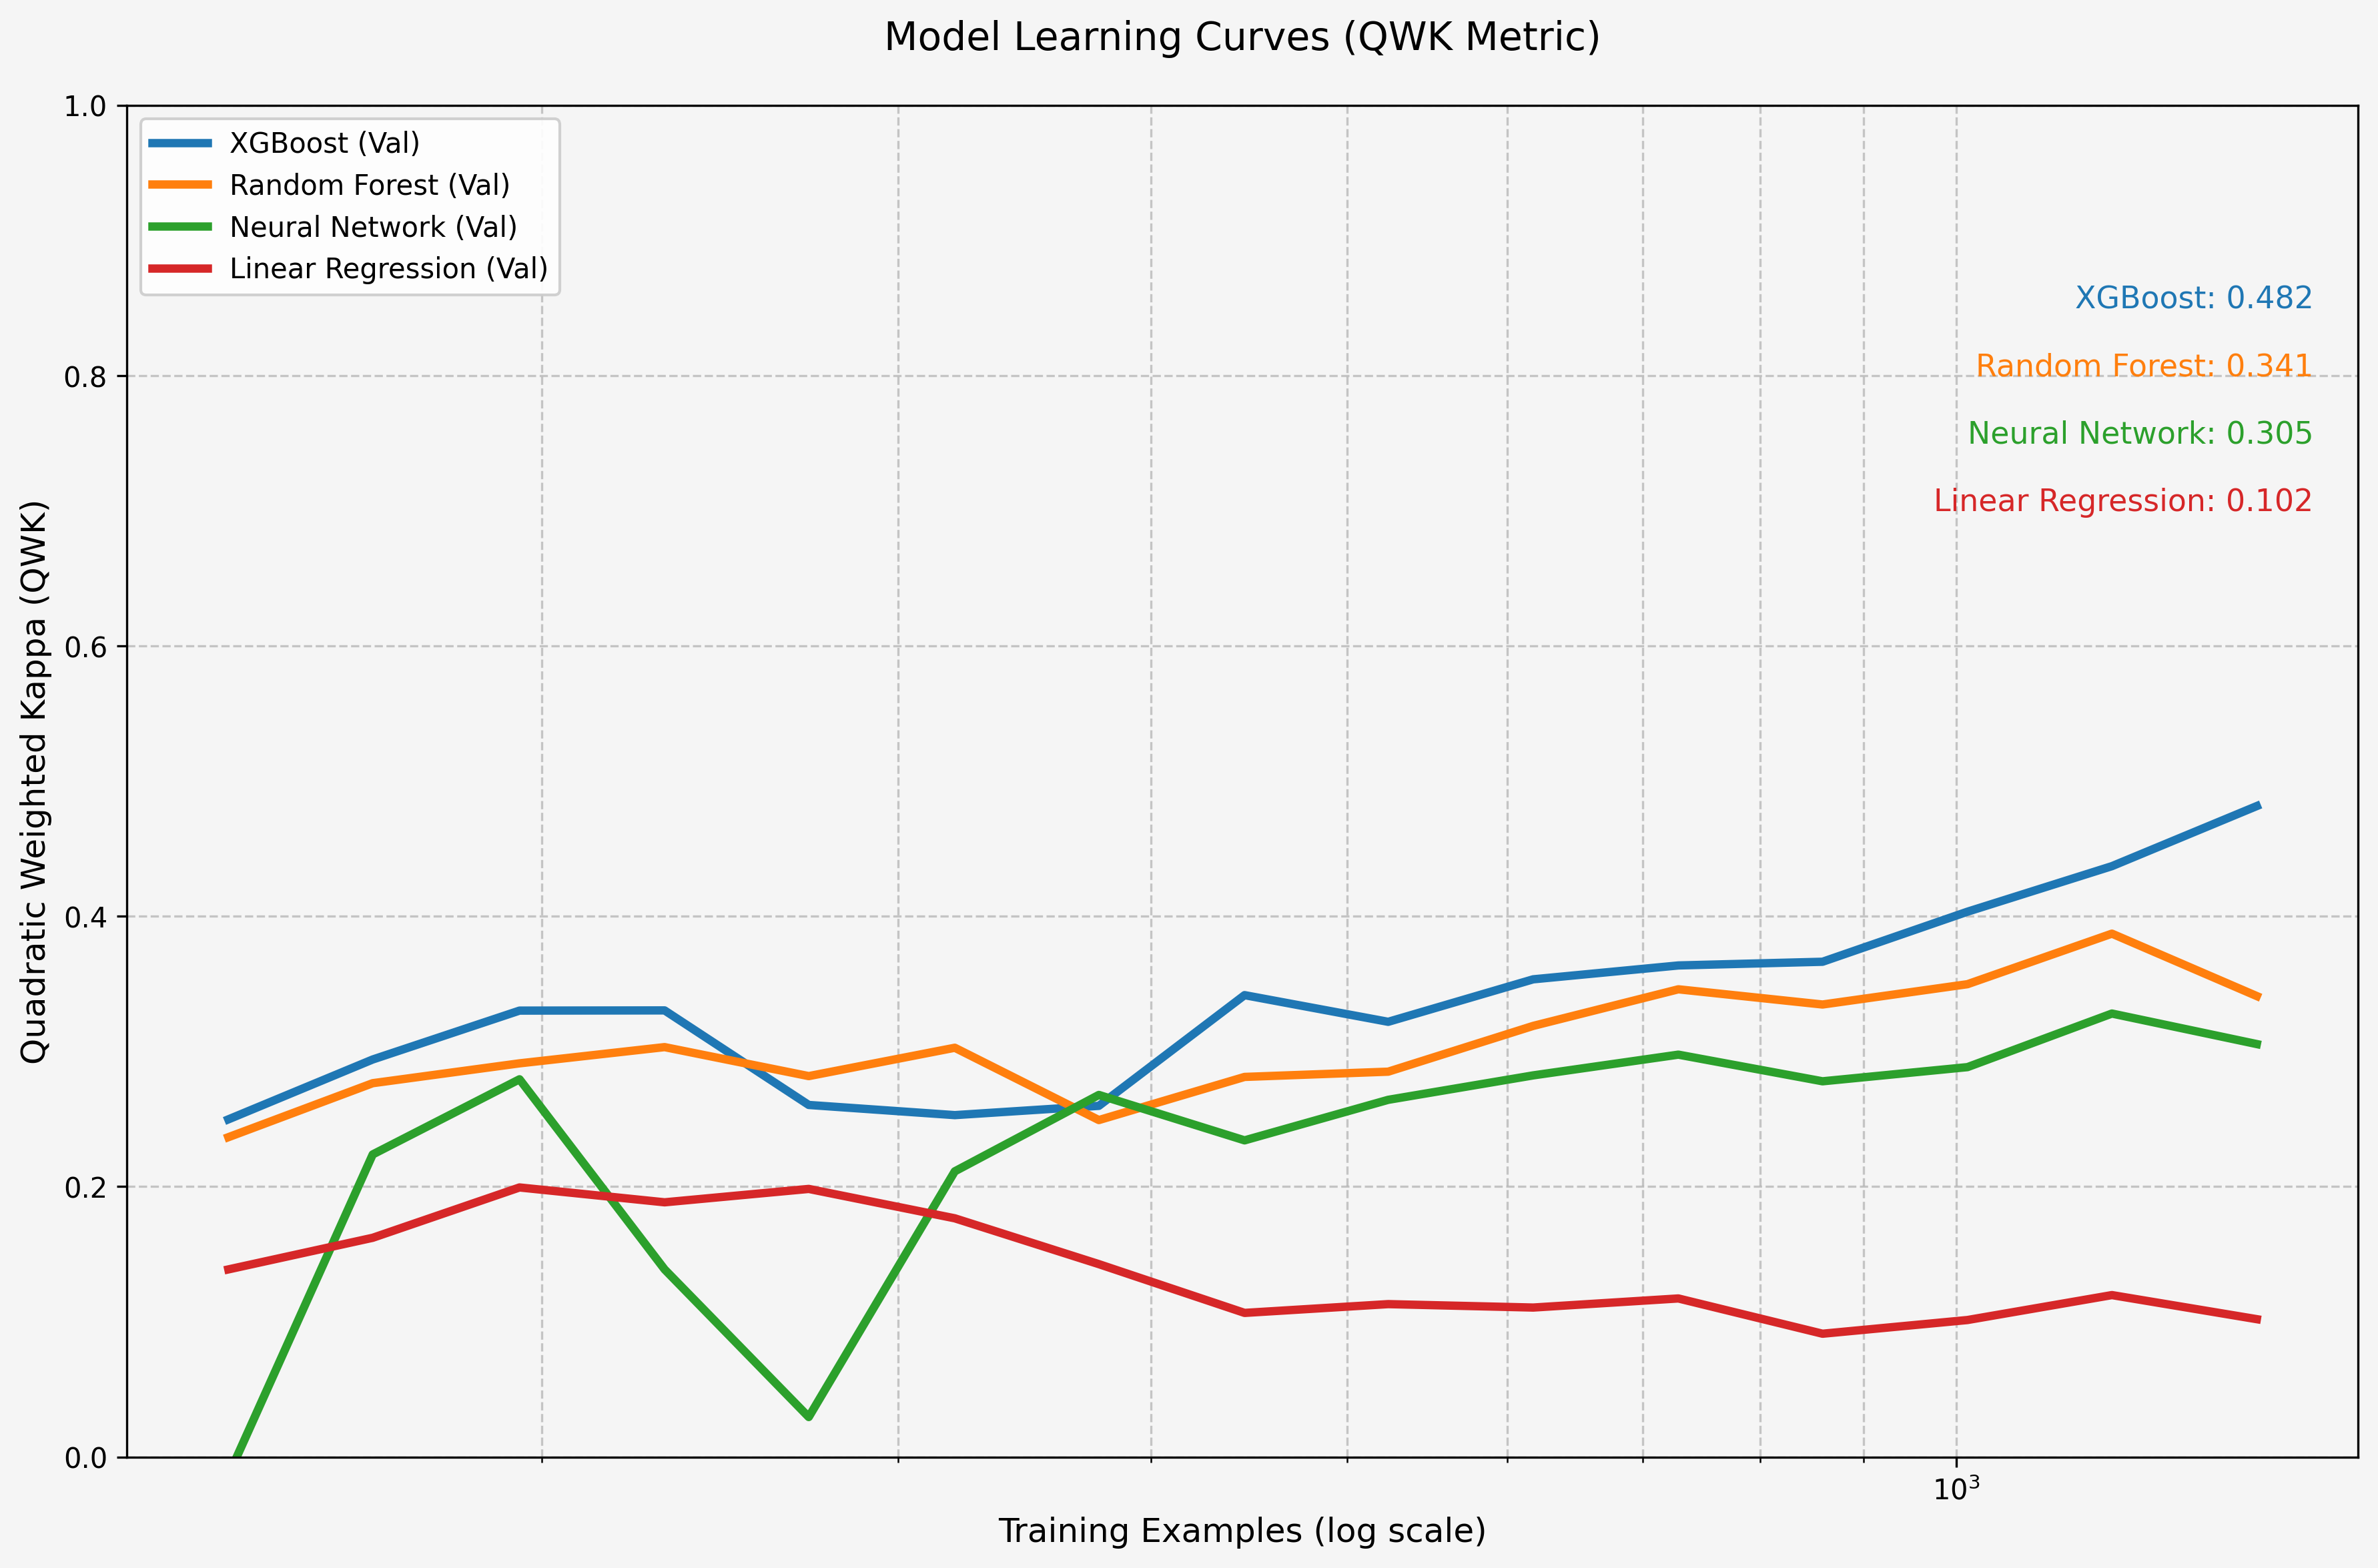 Model Learning Curves (QWK Metric)
1.0
0.8
0.6
0.4
0.2
0.0
Quadratic Weighted Kappa (QWK)
XGBoost (Val)
Random Forest (Val)
Neural Network (Val)
Linear Regression (Val)
XGBoost: 0.482
Random Forest: 0.341
Neural Network: 0.305
Linear Regression: 0.102
10³
Training Examples (log scale)